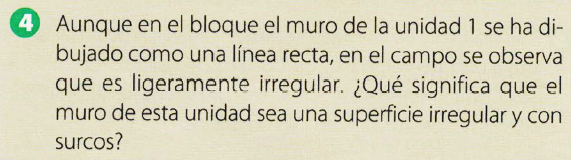 4 Aunque en el bloque el muro de la unidad 1 se ha di-
bujado como una línea recta, en el campo se observa
que es ligeramente irregular. ¿Qué significa que el
muro de esta unidad sea una superficie irregular y con
surcos?